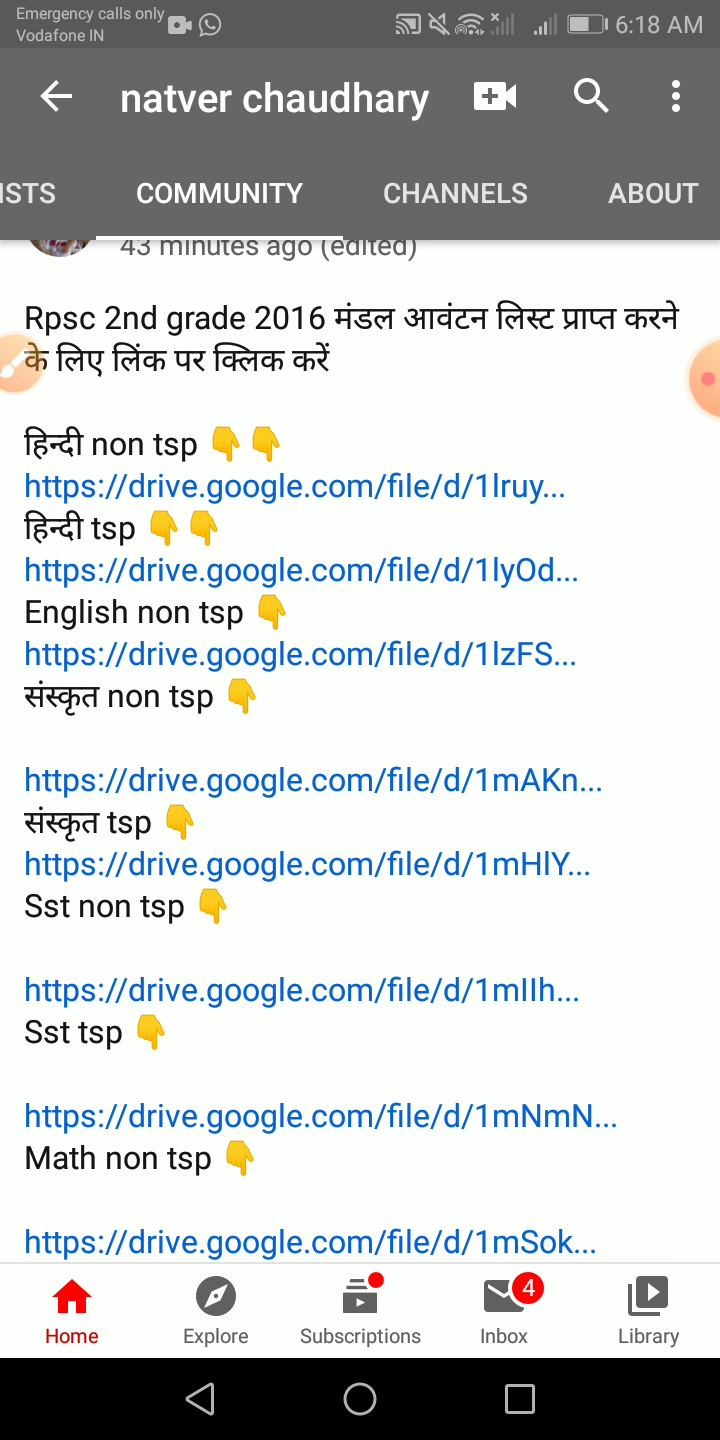 Emergency calls only
Vodafone IN
6:18 AM
natver chaudhary
ISTS COMMUNITY CHANNELS ABOUT
43 minutes ago (edited)
Rpsc 2nd grade 2016 मंडल आवंटन लिस्ट प्राप्त करने
के लिए लिंक पर क्लिक करें
हिन्दी non tsp 👇👇
https://drive.google.com/file/d/1lruy...
हिन्दी tsp 👇👇
https://drive.google.com/file/d/1lyOd...
English non tsp 👇
https://drive.google.com/file/d/1lzFS...
संस्कृत non tsp 👇
https://drive.google.com/file/d/1mAKn...
संस्कृत tsp 👇
https://drive.google.com/file/d/1mHlY...
Sst non tsp 👇
https://drive.google.com/file/d/1mIIh...
Sst tsp 👇
https://drive.google.com/file/d/1mNmN...
Math non tsp 👇
https://drive.google.com/file/d/1mSok...
4
Home Explore Subscriptions Inbox Library